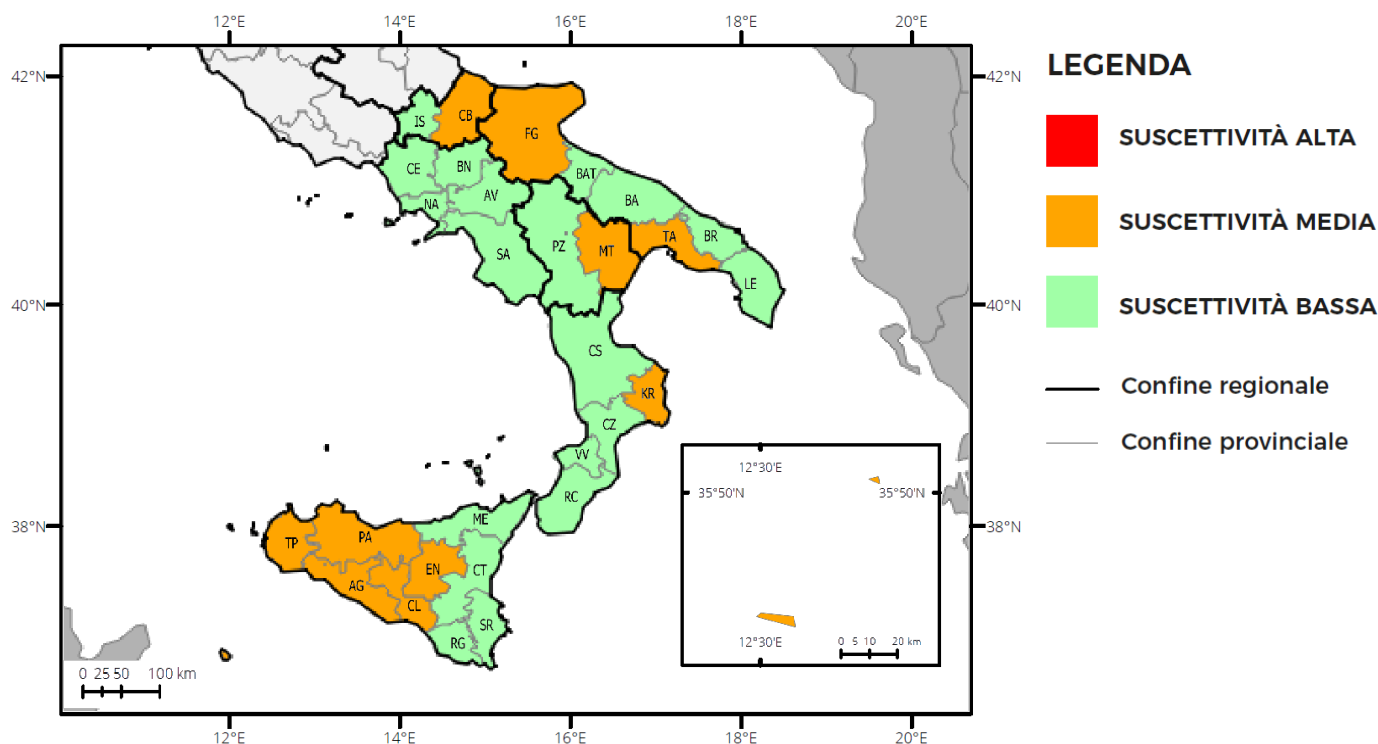 12°E 14°E 16°E 18°E 20°E
42°N 42°N
LEGENDA
SUSCETTIVITÀ ALTA
IS CB FG
CE BN BAT
NA AV BA
SUSCETTIVITÀ MEDIA
SA PZ MT TA BR
LE
40°N 40°N
SUSCETTIVITÀ BASSA
CS
KR
Confine regionale
CZ
Confine provinciale
VV
RC
12°30'E
35°50'N 35°50'N
38°N 38°N
ME
TP PA
EN CT
AG
CL
SR
RG
12°30'E
0 5 10 20 km
0 25 50 100 km
12°E 14°E 16°E 18°E 20°E